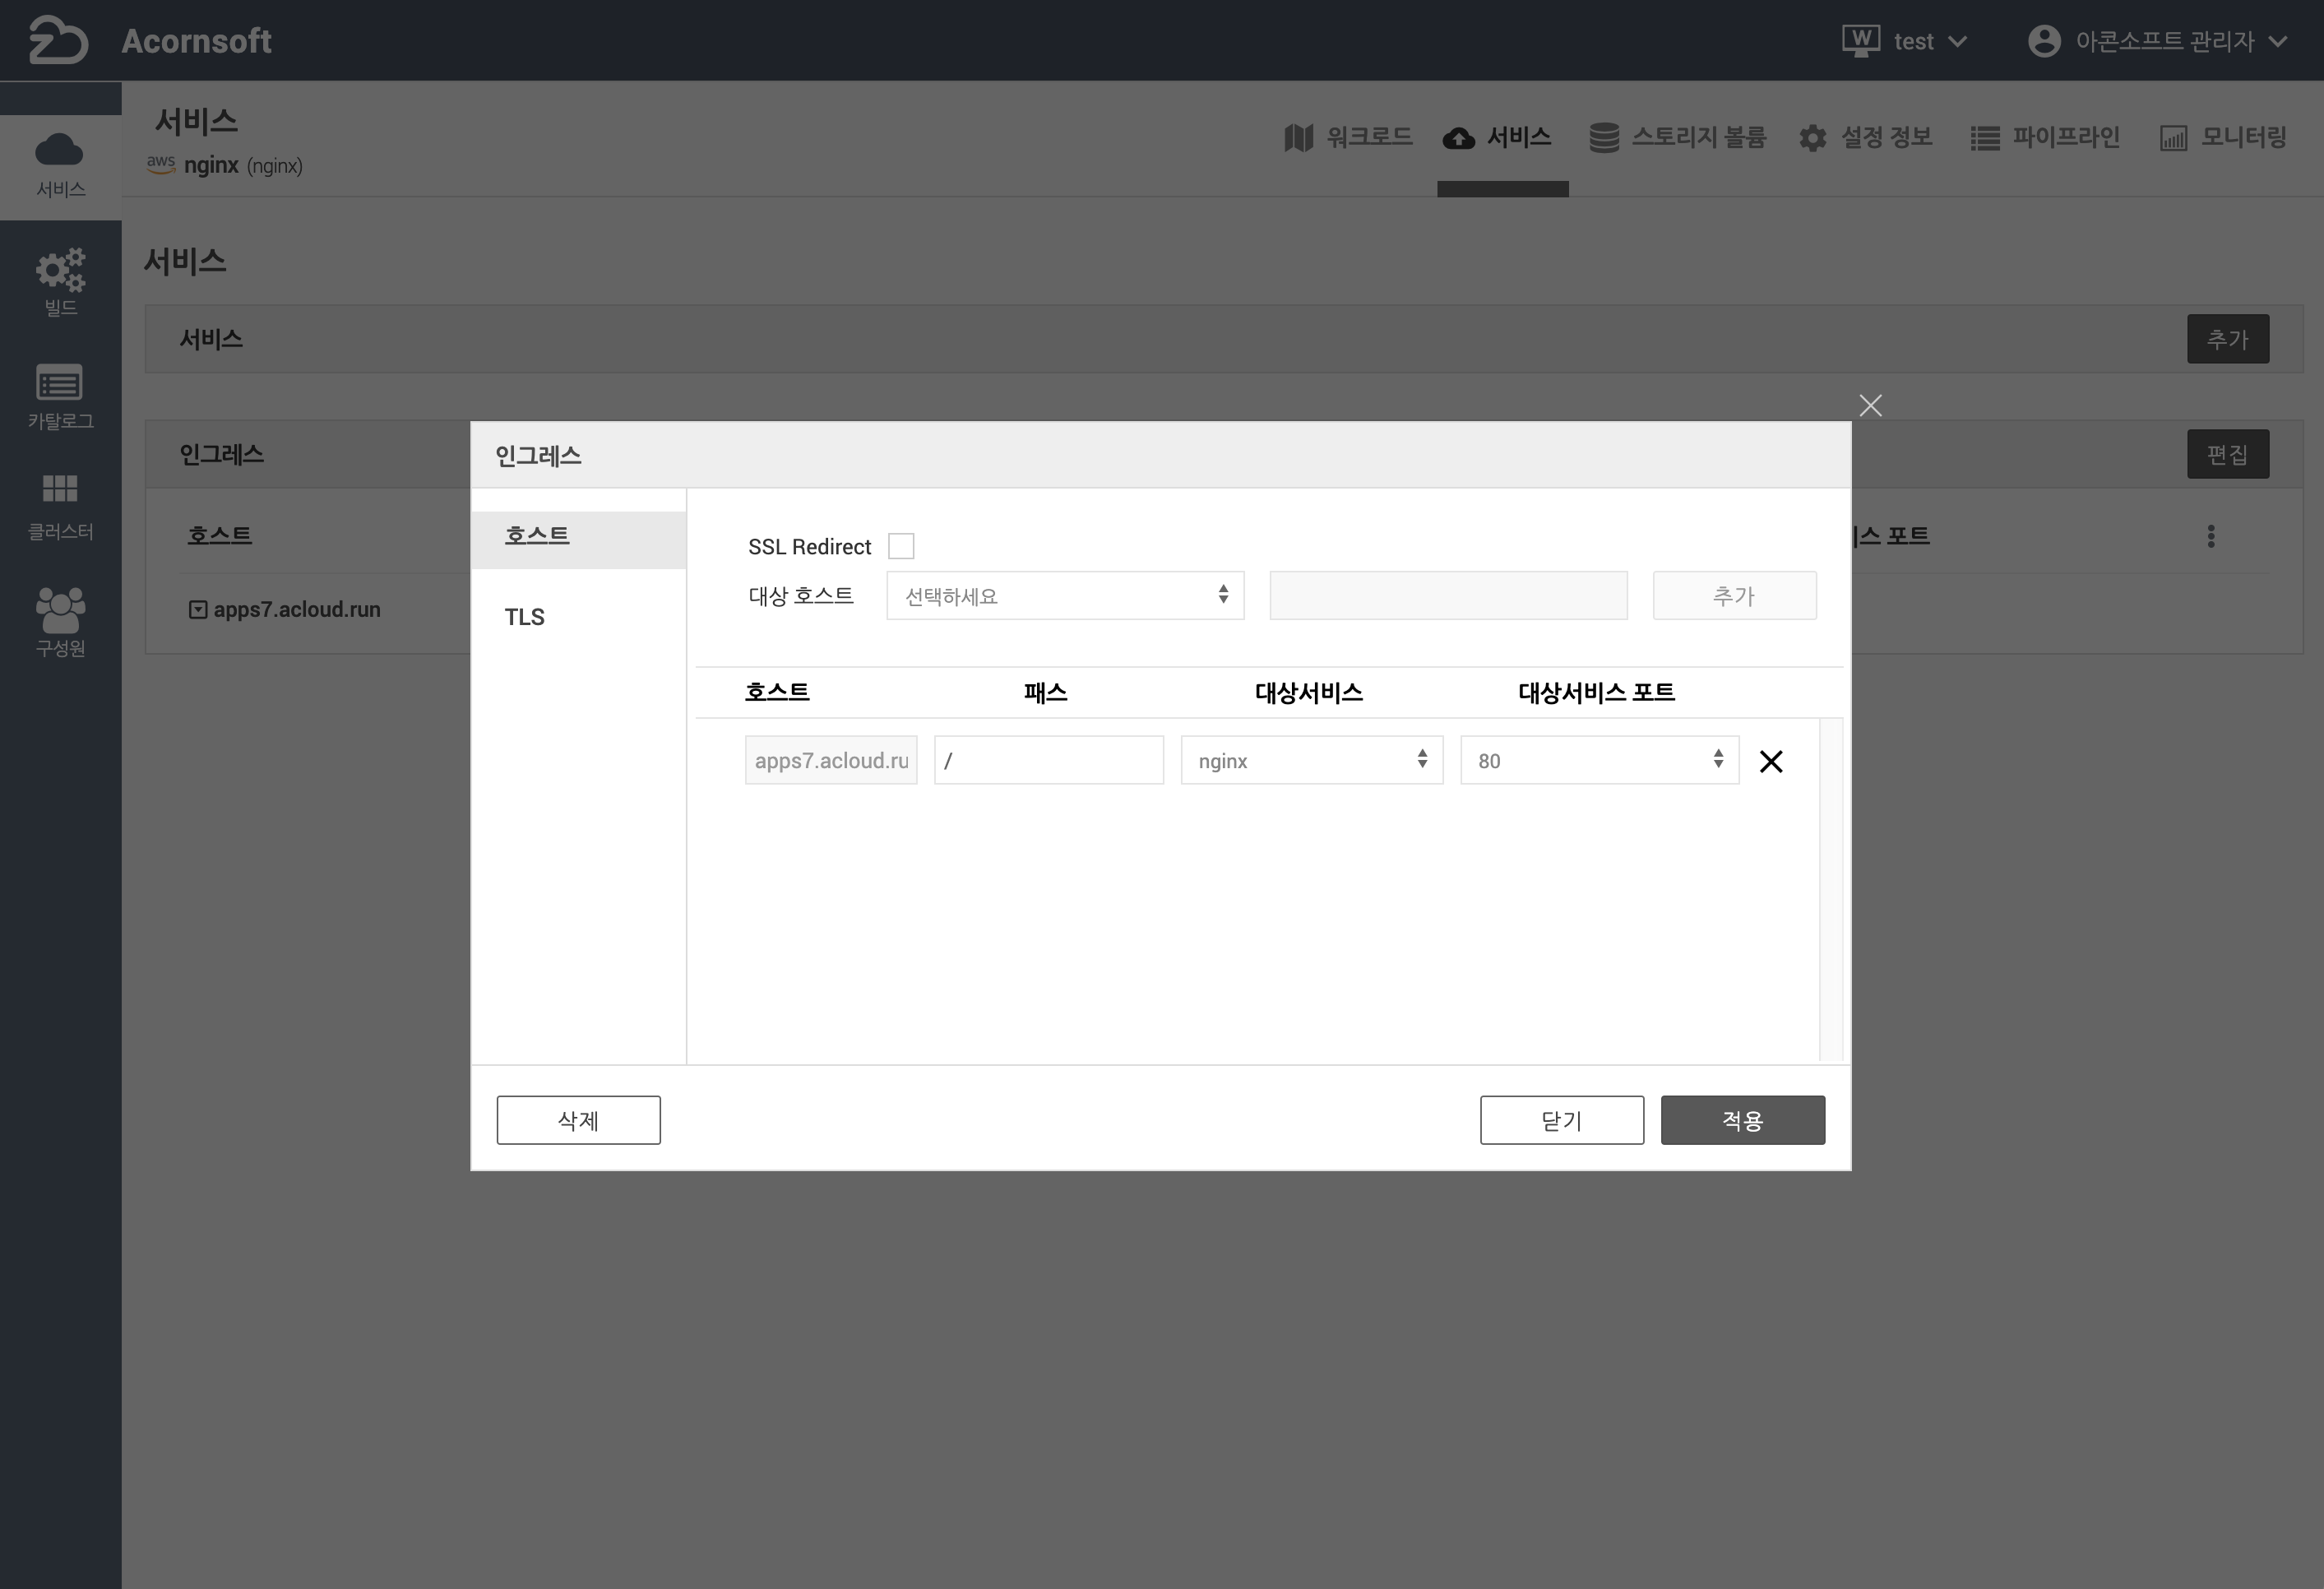 Acornsoft
W test
아콘소프트 관리자
서비스
aws nginx (nginx)
워크로드
서비스
스토리지 볼륨
설정 정보
파이프라인
모니터링
서비스
빌드
카탈로그
클러스터
구성원
서비스
서비스
추가
인그레스
편집
호스트
스 포트
apps7.acloud.run
인그레스
호스트
TLS
SSL Redirect
대상 호스트
선택하세요
추가
호스트 패스 대상서비스 대상서비스 포트
apps7.acloud.ru / nginx 80
삭제
닫기
적용